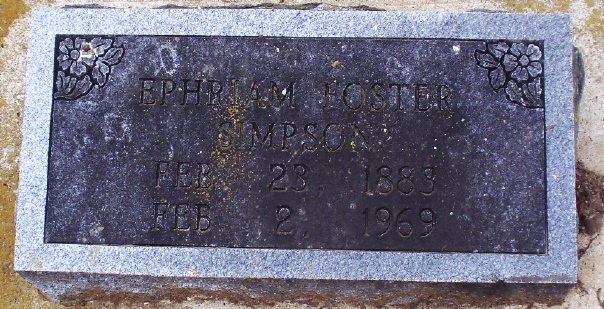 EPHRIAM FOSTER
SIMPSON
FEB 23, 1883
FEB 2, 1969